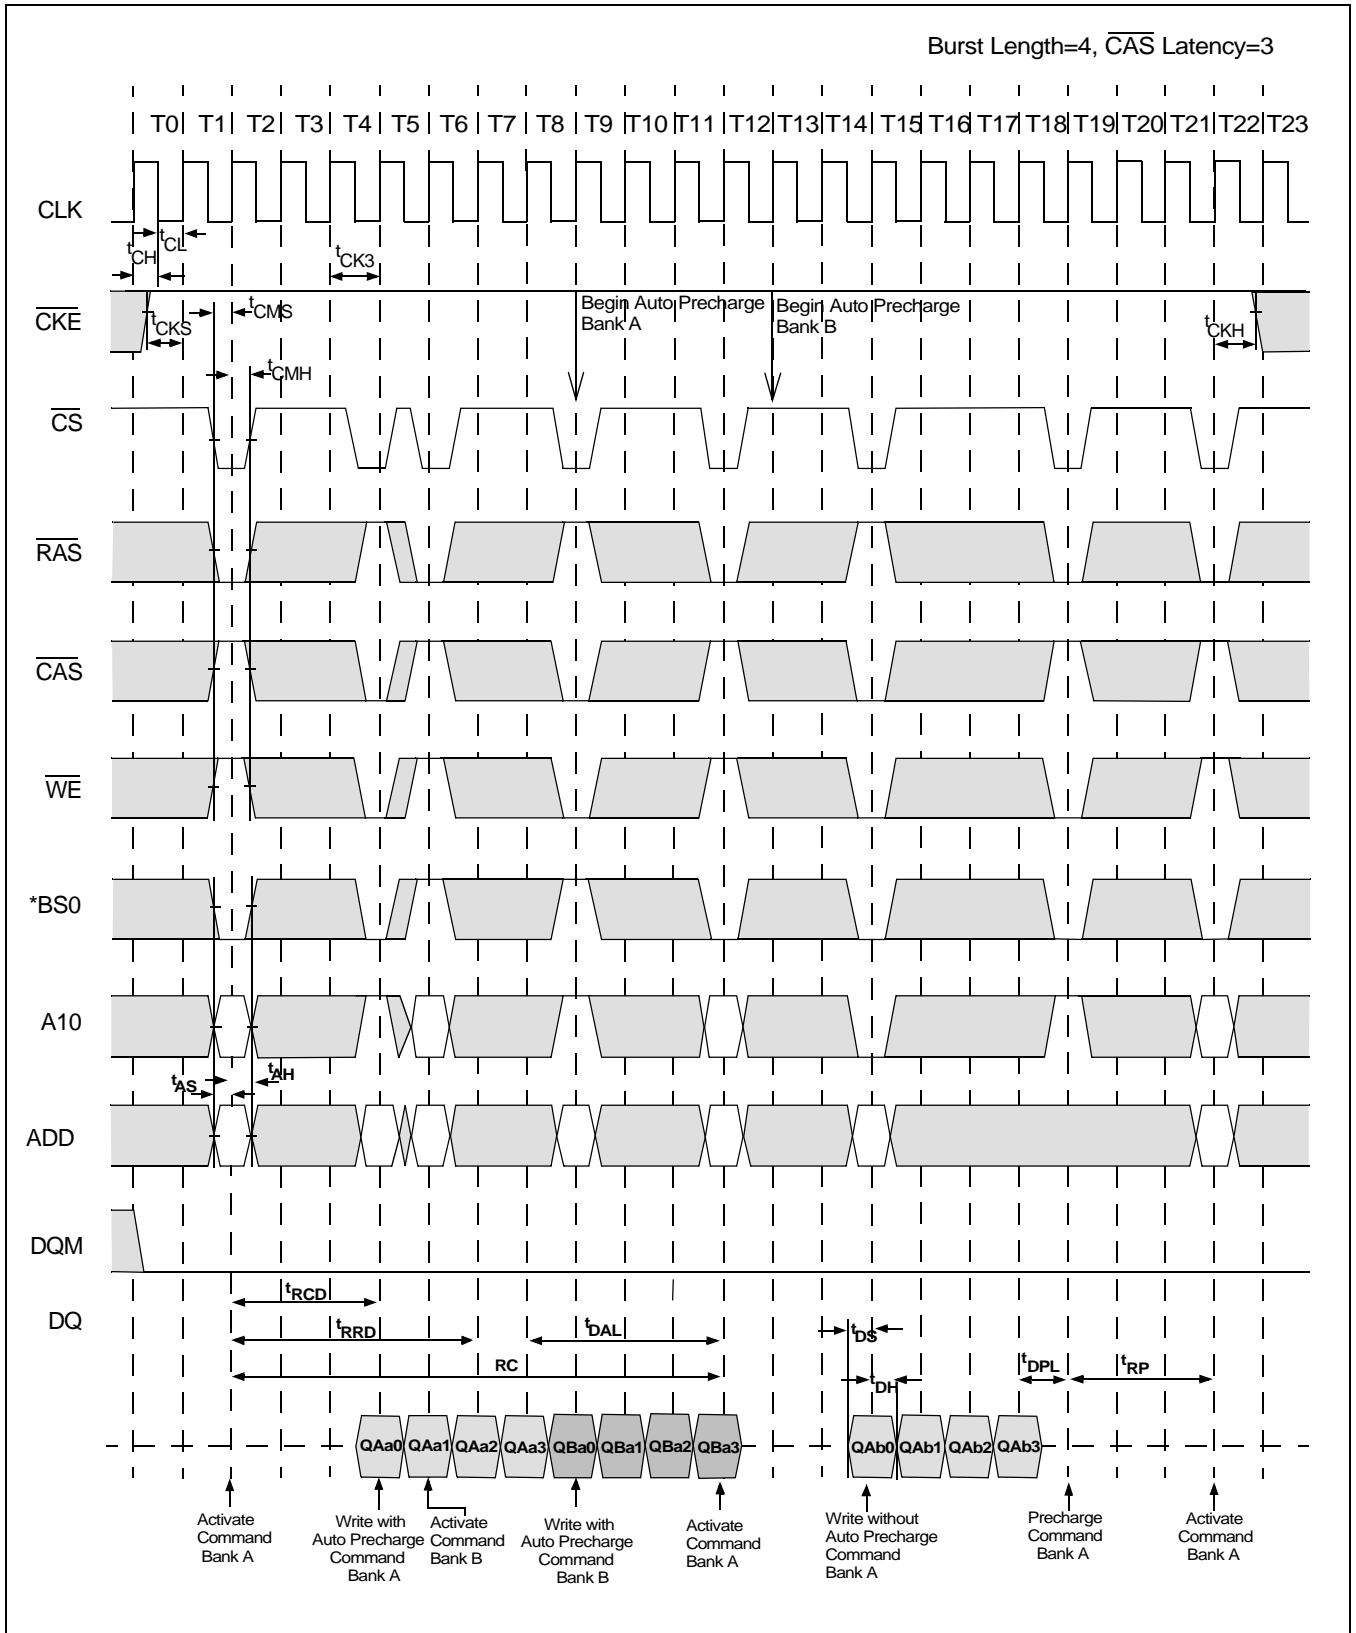 Burst Length=4, CAS Latency=3
T0 T1 T2 T3 T4 T5 T6 T7 T8 T9 T10 T11 T12 T13 T14 T15 T16 T17 T18 T19 T20 T21 T22 T23
CLK
tCH tCL
tCK3
CKE
tCKS
tCMS
Begin Auto Precharge
Bank A
Begin Auto Precharge
Bank B
tCKH
tCMH
CS
RAS
CAS
WE
*BS0
A10
tAS
tAH
ADD
DQM
DQ
tRCD
tRRD
tDAL
tDS
RC
tDH
tDPL
tRP
QAa0 QAa1 QAa2 QAa3 QBa0 QBa1 QBa2 QBa3 QAb0 QAb1 QAb2 QAb3
Activate
Command
Bank A
Write with
Auto Precharge
Command
Bank A
Activate
Command
Bank B
Write with
Auto Precharge
Command
Bank B
Activate
Command
Bank A
Write without
Auto Precharge
Command
Bank A
Precharge
Command
Bank A
Activate
Command
Bank A